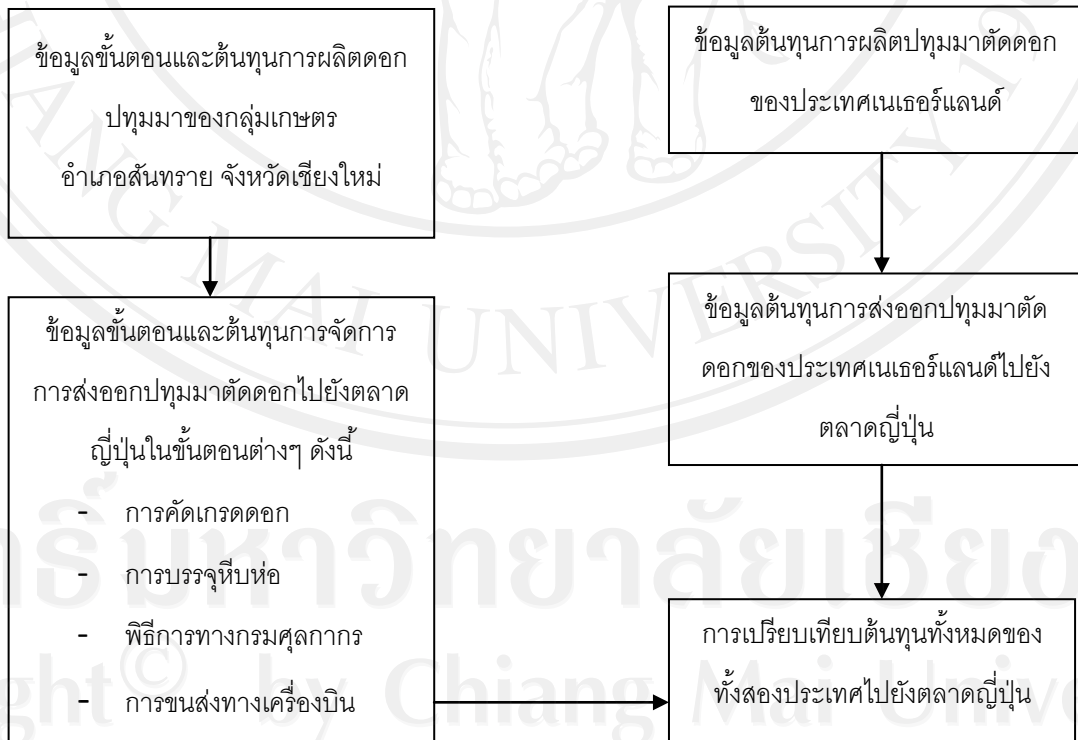 ข้อมูลขั้นตอนและต้นทุนการผลิตดอก
ปทุมมาของกลุ่มเกษตร
อำเภอสันทราย จังหวัดเชียงใหม่
ข้อมูลขั้นตอนและต้นทุนการจัดการ
การส่งออกปทุมมาตัดดอกไปยังตลาด
ญี่ปุ่นในขั้นตอนต่างๆ ดังนี้
- การคัดเกรดดอก
- การบรรจุหีบห่อ
- พิธีการทางกรมศุลกากร
- การขนส่งทางเครื่องบิน
ข้อมูลต้นทุนการผลิตปทุมมาตัดดอก
ของประเทศเนเธอร์แลนด์
ข้อมูลต้นทุนการส่งออกปทุมมาตัด
ดอกของประเทศเนเธอร์แลนด์ไปยัง
ตลาดญี่ปุ่น
การเปรียบเทียบต้นทุนทั้งหมดของ
ทั้งสองประเทศไปยังตลาดญี่ปุ่น
MAI UNIVERSITY
มหาวิทยาลัย
© by Chiang Mai